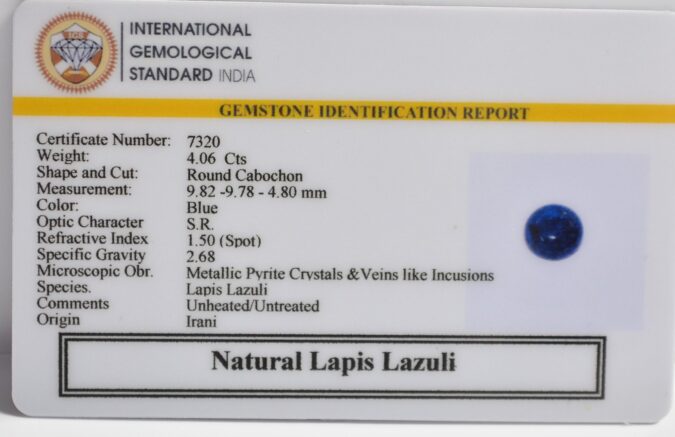 IGS
INTERNATIONAL
GEMOLOGICAL
STANDARD INDIA
GEMSTONE IDENTIFICATION REPORT
Certificate Number: 7320
Weight: 4.06 Cts
Shape and Cut: Round Cabochon
Measurement: 9.82 -9.78 - 4.80 mm
Color: Blue
Optic Character S.R.
Refractive Index 1.50 (Spot)
Specific Gravity 2.68
Microscopic Obr. Metallic Pyrite Crystals &Veins like Incusions
Species. Lapis Lazuli
Comments Unheated/Untreated
Origin Irani
Natural Lapis Lazuli